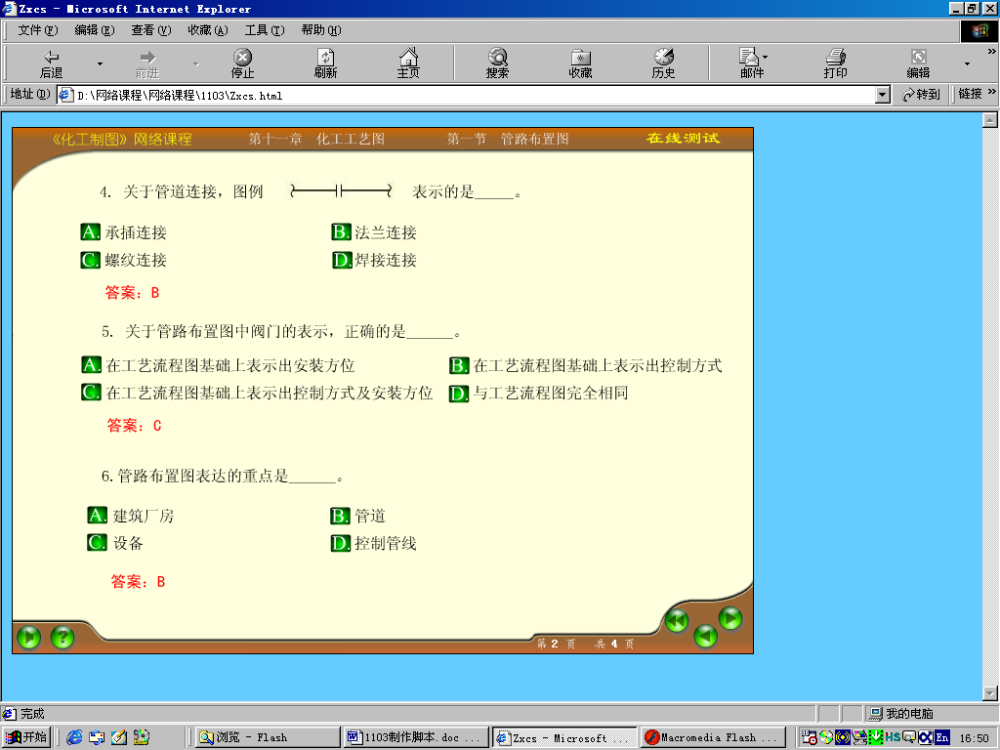 Zxcs - Microsoft Internet Explorer
文件(F) 编辑(E) 查看(V) 收藏(A) 工具(T) 帮助(H)
后退 前进 停止 刷新 主页 搜索 收藏 历史 邮件 打印 编辑
地址(D) D:\网络课程\网络课程\1103\Zxcs.html 转到 链接
《化工制图》网络课程 第十一章 化工工艺图 第一节 管路布置图 在线测试
4. 关于管道连接，图例 表示的是_____。
A. 承插连接 B. 法兰连接
C. 螺纹连接 D. 焊接连接
答案：B
5. 关于管路布置图中阀门的表示，正确的是______。
A. 在工艺流程图基础上表示出安装方位 B. 在工艺流程图基础上表示出控制方式
C. 在工艺流程图基础上表示出控制方式及安装方位 D. 与工艺流程图完全相同
答案：C
6.管路布置图表达的重点是______。
A. 建筑厂房 B. 管道
C. 设备 D. 控制管线
答案：B
第 2 页 共 4 页
完成 我的电脑
开始 浏览 - Flash 1103制作脚本.doc ... Zxcs - Microsoft ... Macromedia Flash ... HS En 16:50